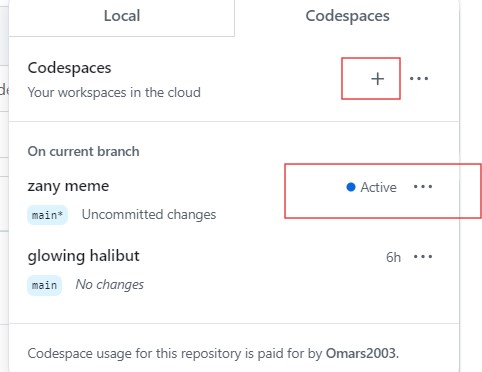 Local Codespaces
Codespaces
+ ...
Your workspaces in the cloud
On current branch
zany meme
Active ...
main* Uncommitted changes
glowing halibut
6h ...
main No changes
Codespace usage for this repository is paid for by Omars2003.